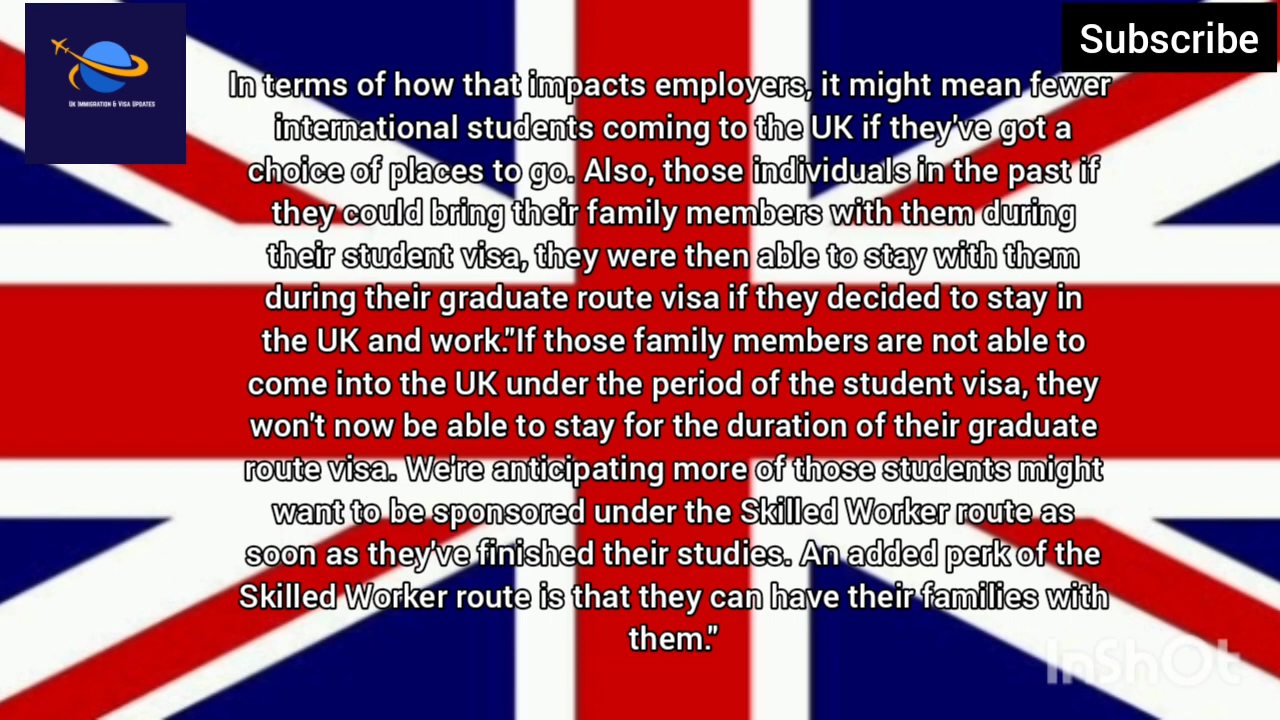 Subscribe
UK IMMIGRATION & VISA UPDATES
In terms of how that impacts employers, it might mean fewer
international students coming to the UK if they've got a
choice of places to go. Also, those individuals in the past if
they could bring their family members with them during
their student visa, they were then able to stay with them
during their graduate route visa if they decided to stay in
the UK and work."If those family members are not able to
come into the UK under the period of the student visa, they
won't now be able to stay for the duration of their graduate
route visa. We're anticipating more of those students might
want to be sponsored under the Skilled Worker route as
soon as they've finished their studies. An added perk of the
Skilled Worker route is that they can have their families with
them."
InShOt